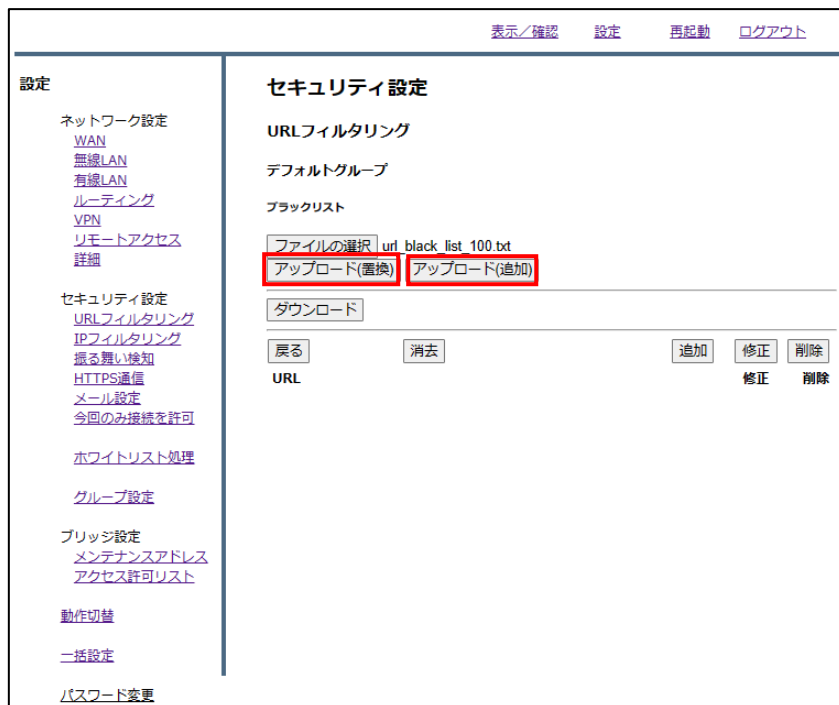 表示／確認 設定 再起動 ログアウト
設定
ネットワーク設定
WAN
無線LAN
有線LAN
ルーティング
VPN
リモートアクセス
詳細
セキュリティ設定
URLフィルタリング
IPフィルタリング
振る舞い検知
HTTPS通信
メール設定
今回のみ接続を許可
ホワイトリスト処理
グループ設定
ブリッジ設定
メンテナンスアドレス
アクセス許可リスト
動作切替
一括設定
パスワード変更
セキュリティ設定
URLフィルタリング
デフォルトグループ
ブラックリスト
ファイルの選択 url_black_list_100.txt
アップロード(置換) アップロード(追加)
ダウンロード
戻る 消去 追加 修正 削除
URL 修正 削除